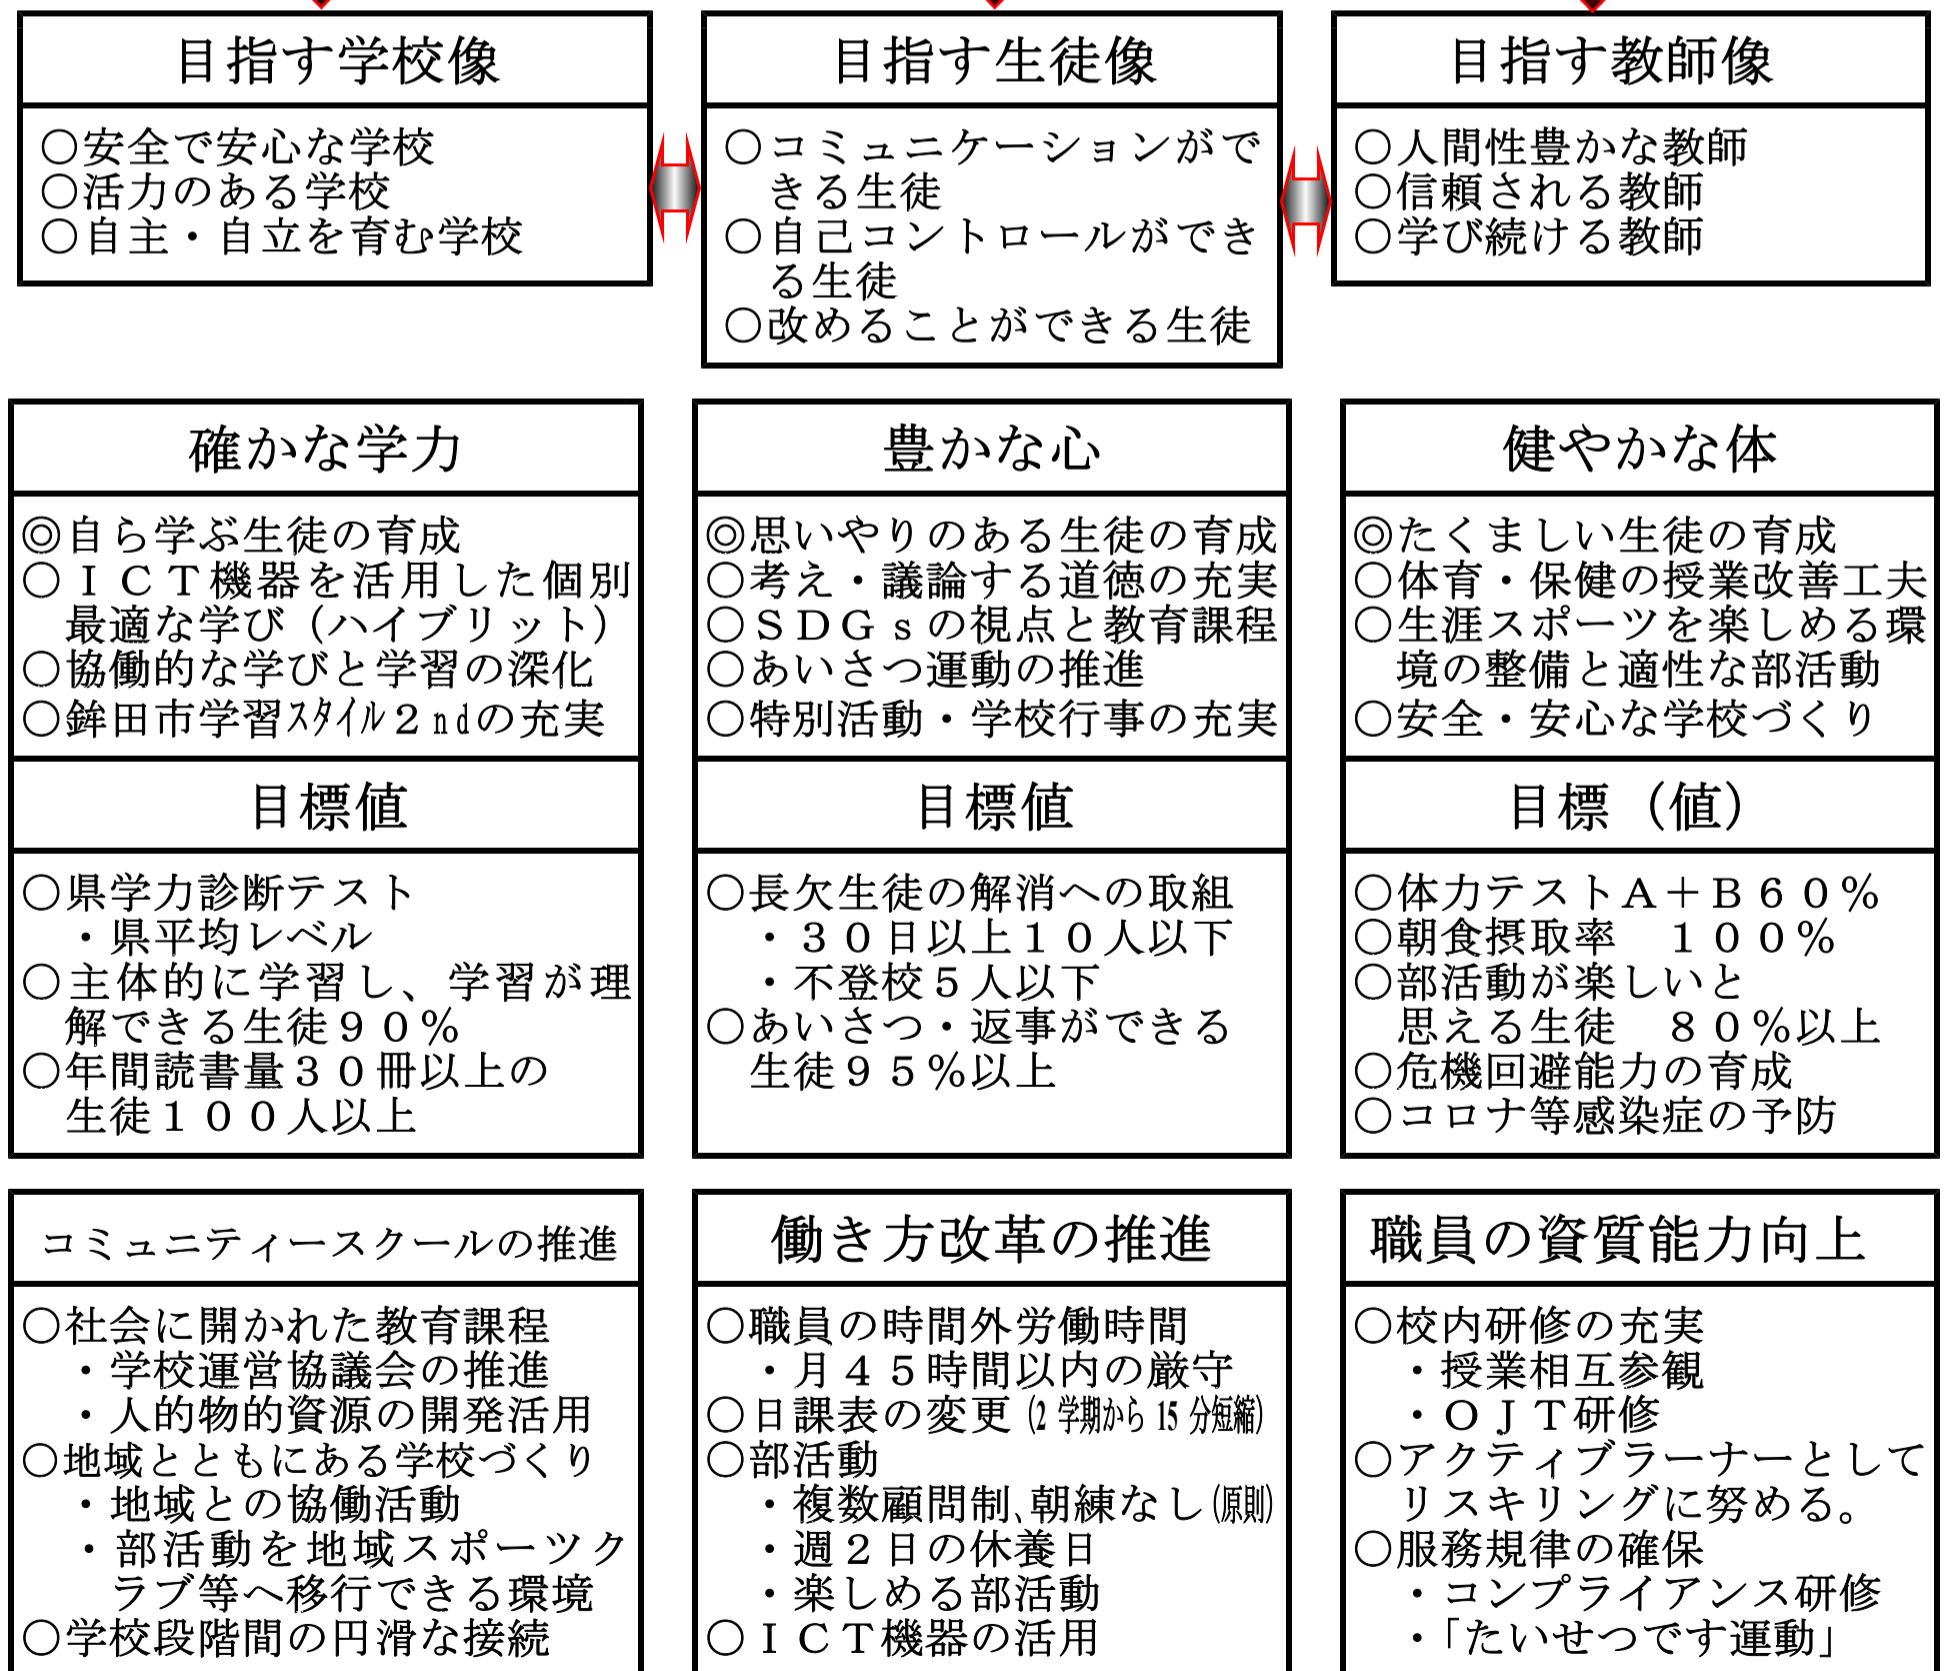 目指す学校像
○安全で安心な学校
○活力のある学校
○自主・自立を育む学校
目指す生徒像
○コミュニケーションがで
きる生徒
○自己コントロールができ
る生徒
○改めることができる生徒
目指す教師像
○人間性豊かな教師
○信頼される教師
○学び続ける教師
確かな学力
◎自ら学ぶ生徒の育成
○ＩＣＴ機器を活用した個別
最適な学び（ハイブリット）
○協働的な学びと学習の深化
○鉾田市学習ｽﾀｲﾙ２ndの充実
目標値
○県学力診断テスト
・県平均レベル
○主体的に学習し、学習が理
解できる生徒９０％
○年間読書量３０冊以上の
生徒１００人以上
豊かな心
◎思いやりのある生徒の育成
○考え・議論する道徳の充実
○ＳＤＧｓの視点と教育課程
○あいさつ運動の推進
○特別活動・学校行事の充実
目標値
○長欠生徒の解消への取組
・３０日以上１０人以下
・不登校５人以下
○あいさつ・返事ができる
生徒９５％以上
健やかな体
◎たくましい生徒の育成
○体育・保健の授業改善工夫
○生涯スポーツを楽しめる環
境の整備と適性な部活動
○安全・安心な学校づくり
目標（値）
○体力テストＡ＋Ｂ６０％
○朝食摂取率　１００％
○部活動が楽しいと
思える生徒　８０％以上
○危機回避能力の育成
○コロナ等感染症の予防
コミュニティースクールの推進
○社会に開かれた教育課程
・学校運営協議会の推進
・人的物的資源の開発活用
○地域とともにある学校づくり
・地域との協働活動
・部活動を地域スポーツク
ラブ等へ移行できる環境
○学校段階間の円滑な接続
働き方改革の推進
○職員の時間外労働時間
・月４５時間以内の厳守
○日課表の変更(2 学期から 15 分短縮)
○部活動
・複数顧問制､朝練なし(原則)
・週２日の休養日
・楽しめる部活動
○ＩＣＴ機器の活用
職員の資質能力向上
○校内研修の充実
・授業相互参観
・ＯＪＴ研修
○アクティブラーナーとして
リスキリングに努める。
○服務規律の確保
・コンプライアンス研修
・「たいせつです運動」